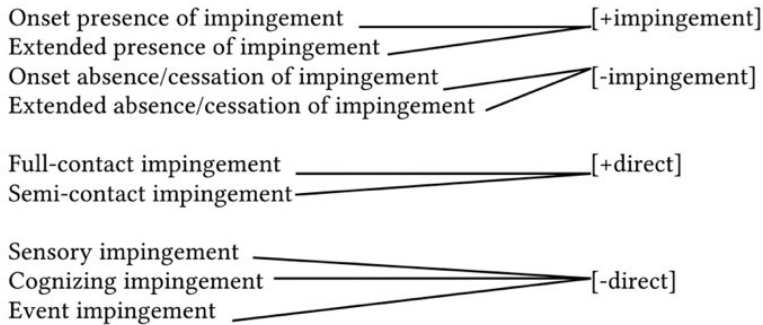 Onset presence of impingement [+impingement]
Extended presence of impingement
Onset absence/cessation of impingement [-impingement]
Extended absence/cessation of impingement
Full-contact impingement [+direct]
Semi-contact impingement
Sensory impingement
Cognizing impingement [-direct]
Event impingement